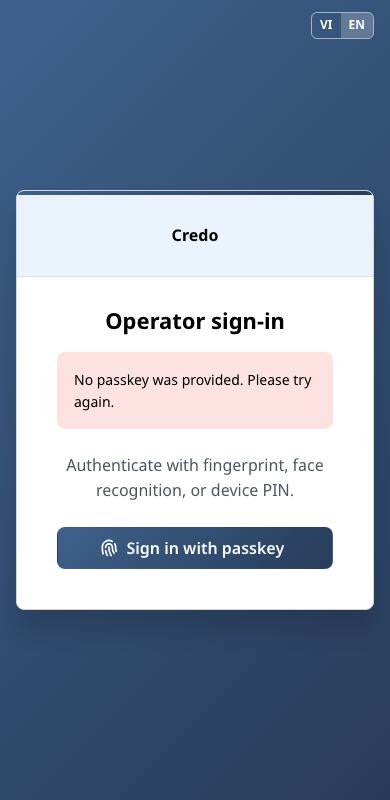 VI EN
Credo
Operator sign-in
No passkey was provided. Please try
again.
Authenticate with fingerprint, face
recognition, or device PIN.
Sign in with passkey